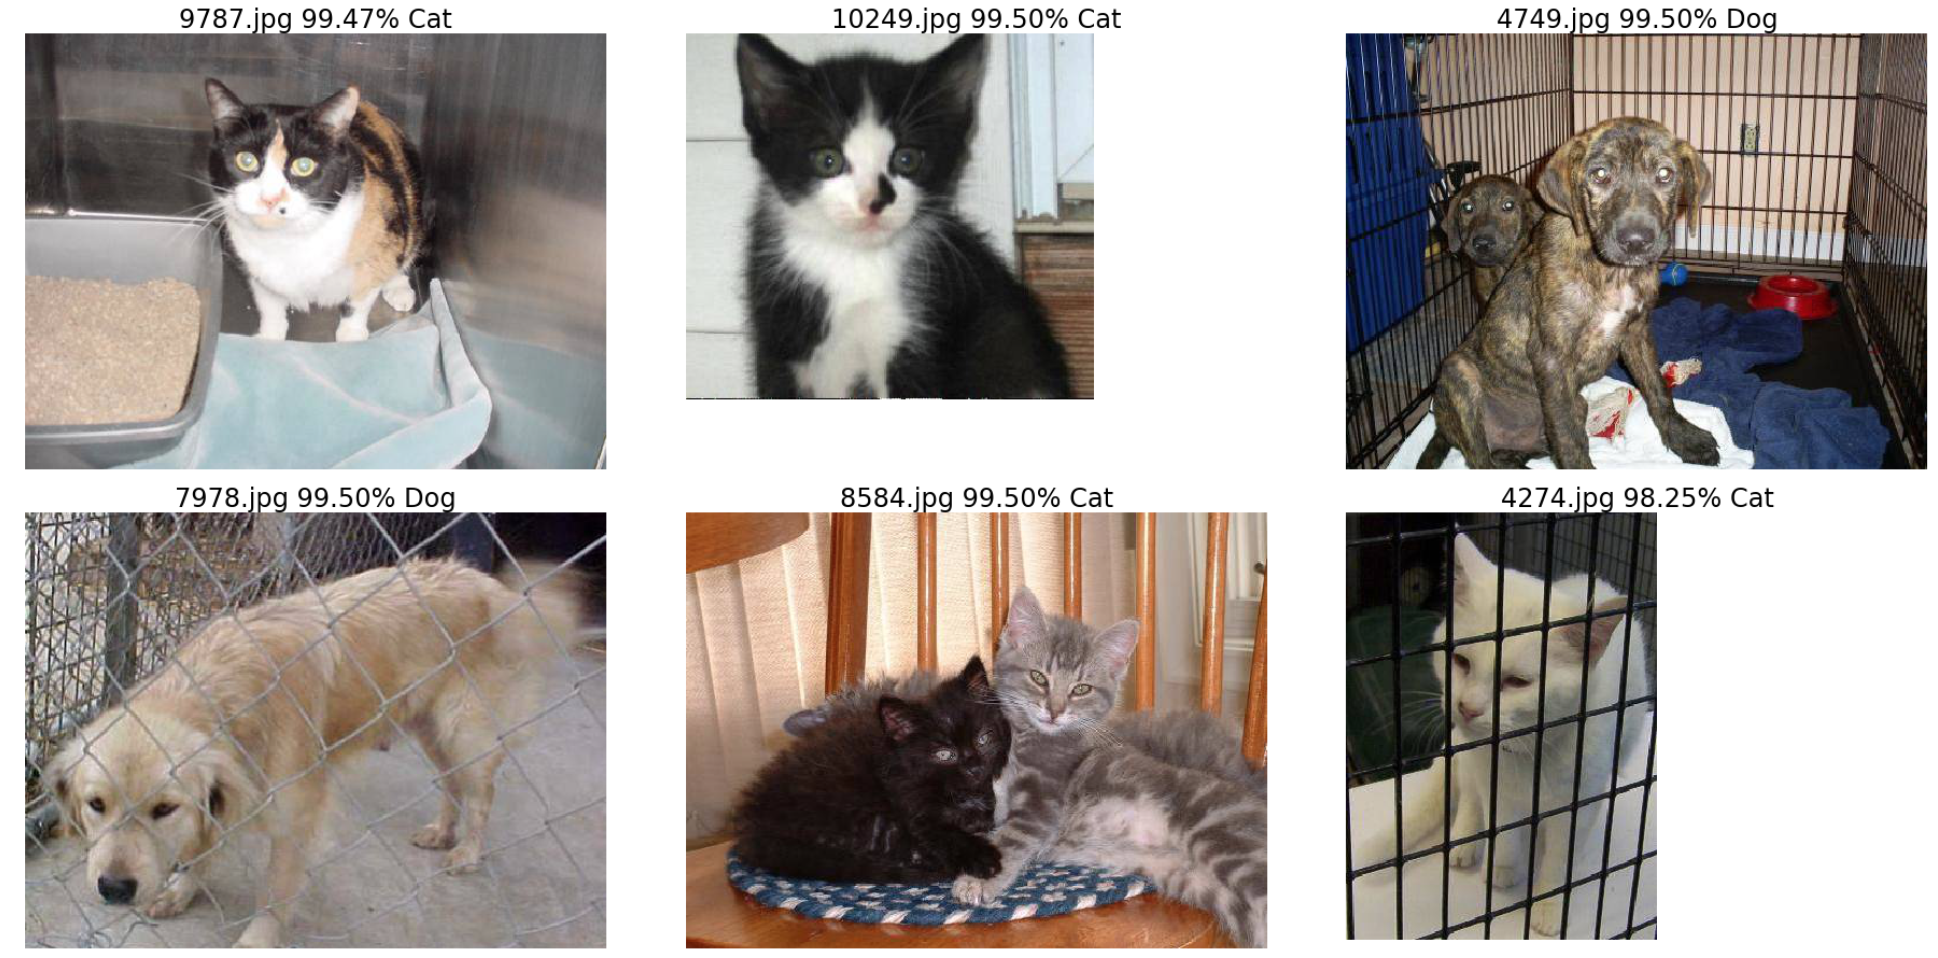 9787.jpg 99.47% Cat
10249.jpg 99.50% Cat
4749.jpg 99.50% Dog
7978.jpg 99.50% Dog
8584.jpg 99.50% Cat
4274.jpg 98.25% Cat